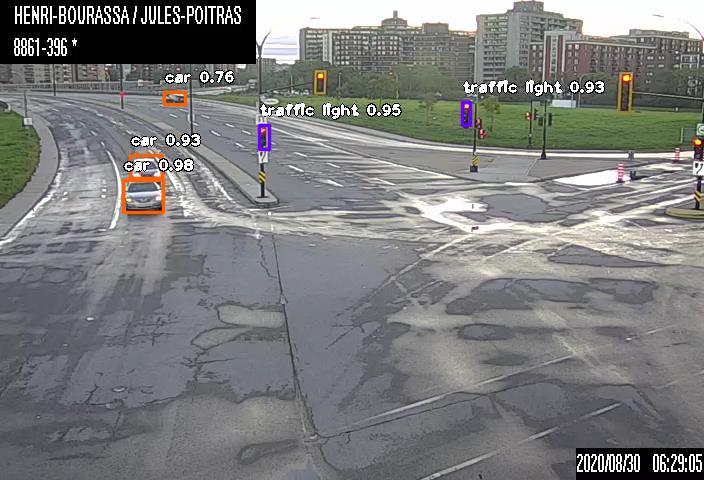 HENRI-BOURASSA / JULES-POITRAS
8861-396 *
car 0.76
traffic light 0.93
traffic light 0.95
car 0.93
car 0.98
2020/08/30 06:29:05